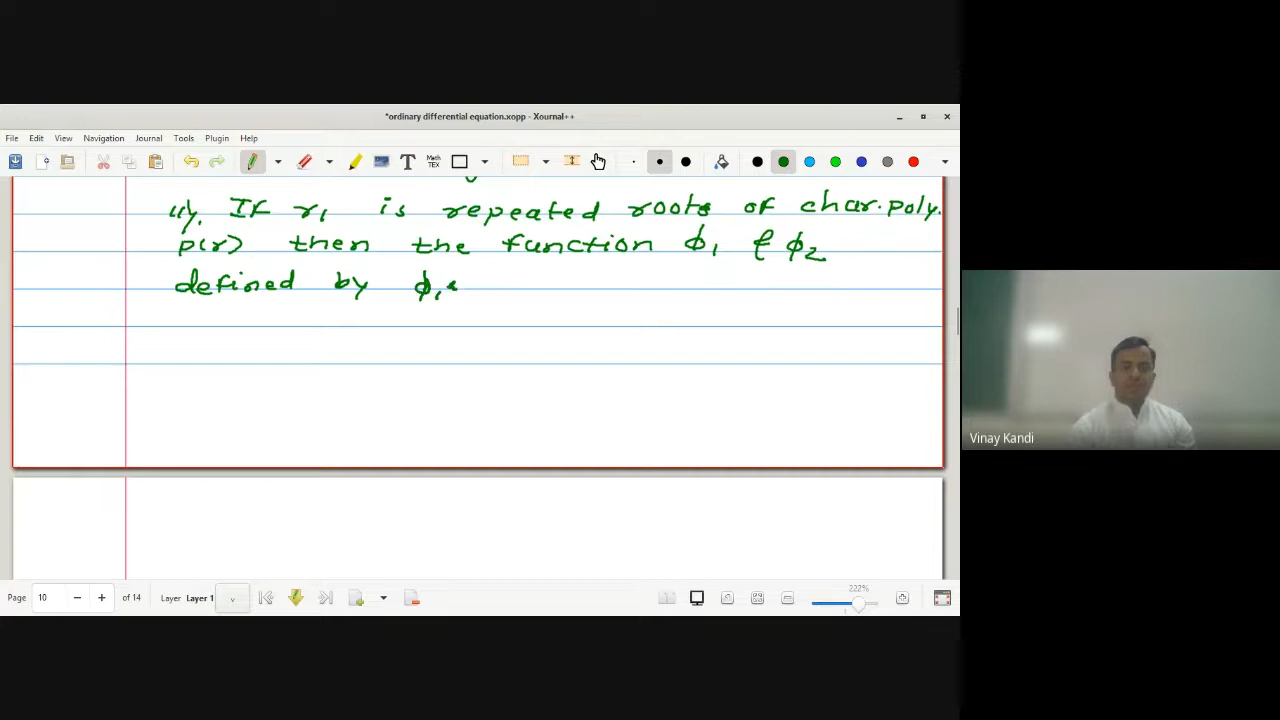 *ordinary differential equation.xopp - Xournal++
File Edit View Navigation Journal Tools Plugin Help
ii). If r₁ is repeated roots of char.poly.
p(r) then the function ϕ₁ & ϕ₂
defined by ϕ₁
Vinay Kandi
Page 10 of 14 Layer Layer 1 222%